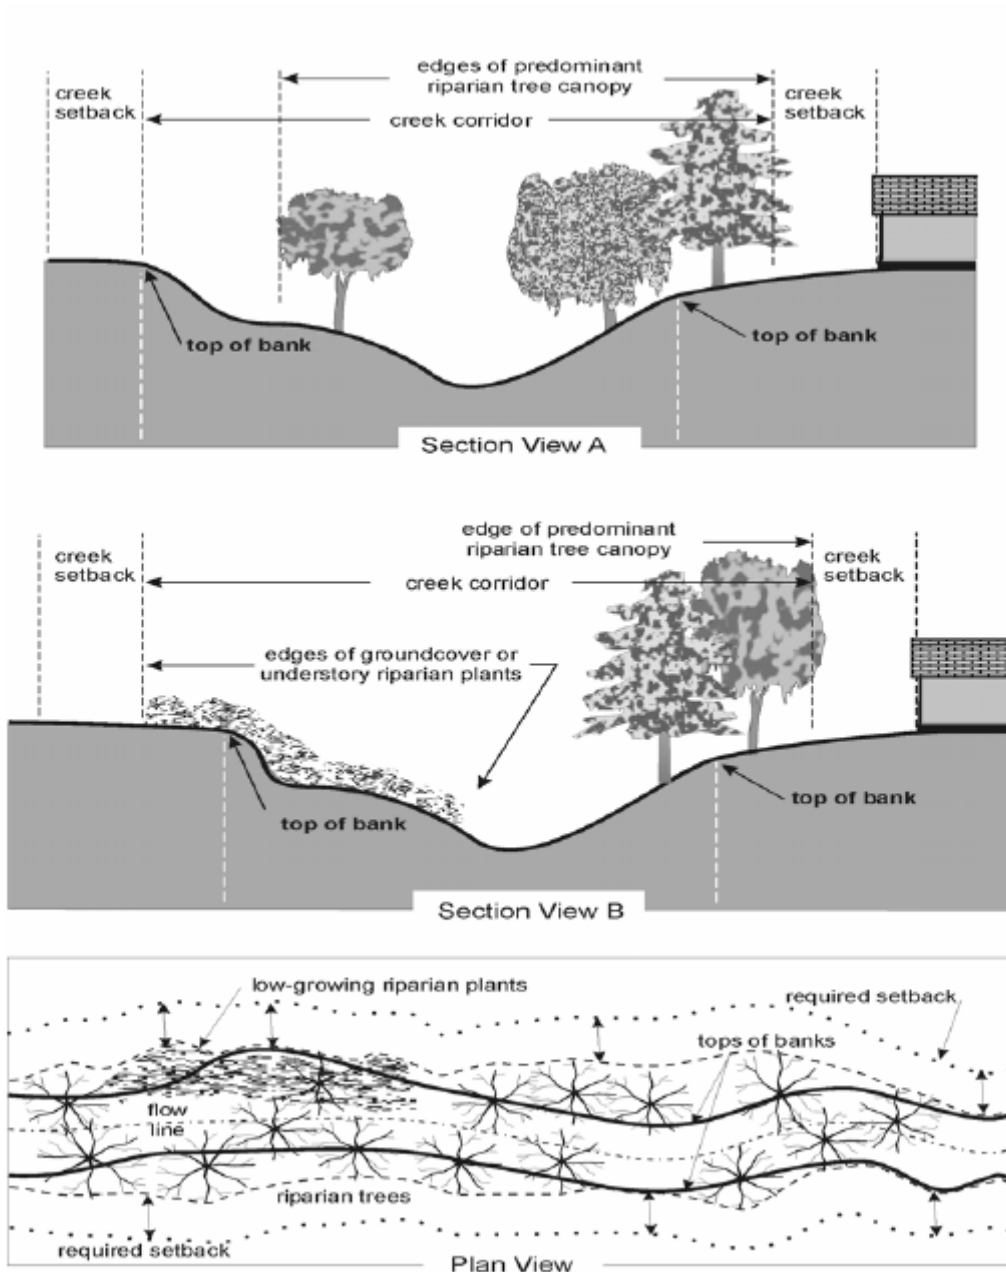 edges of predominant
riparian tree canopy
creek
setback
creek corridor
creek
setback
top of bank
top of bank
Section View A
edge of predominant
riparian tree canopy
creek
setback
creek corridor
creek
setback
edges of groundcover or
understory riparian plants
top of bank
top of bank
Section View B
low-growing riparian plants
required setback
tops of banks
flow
line
riparian trees
required setback
Plan View